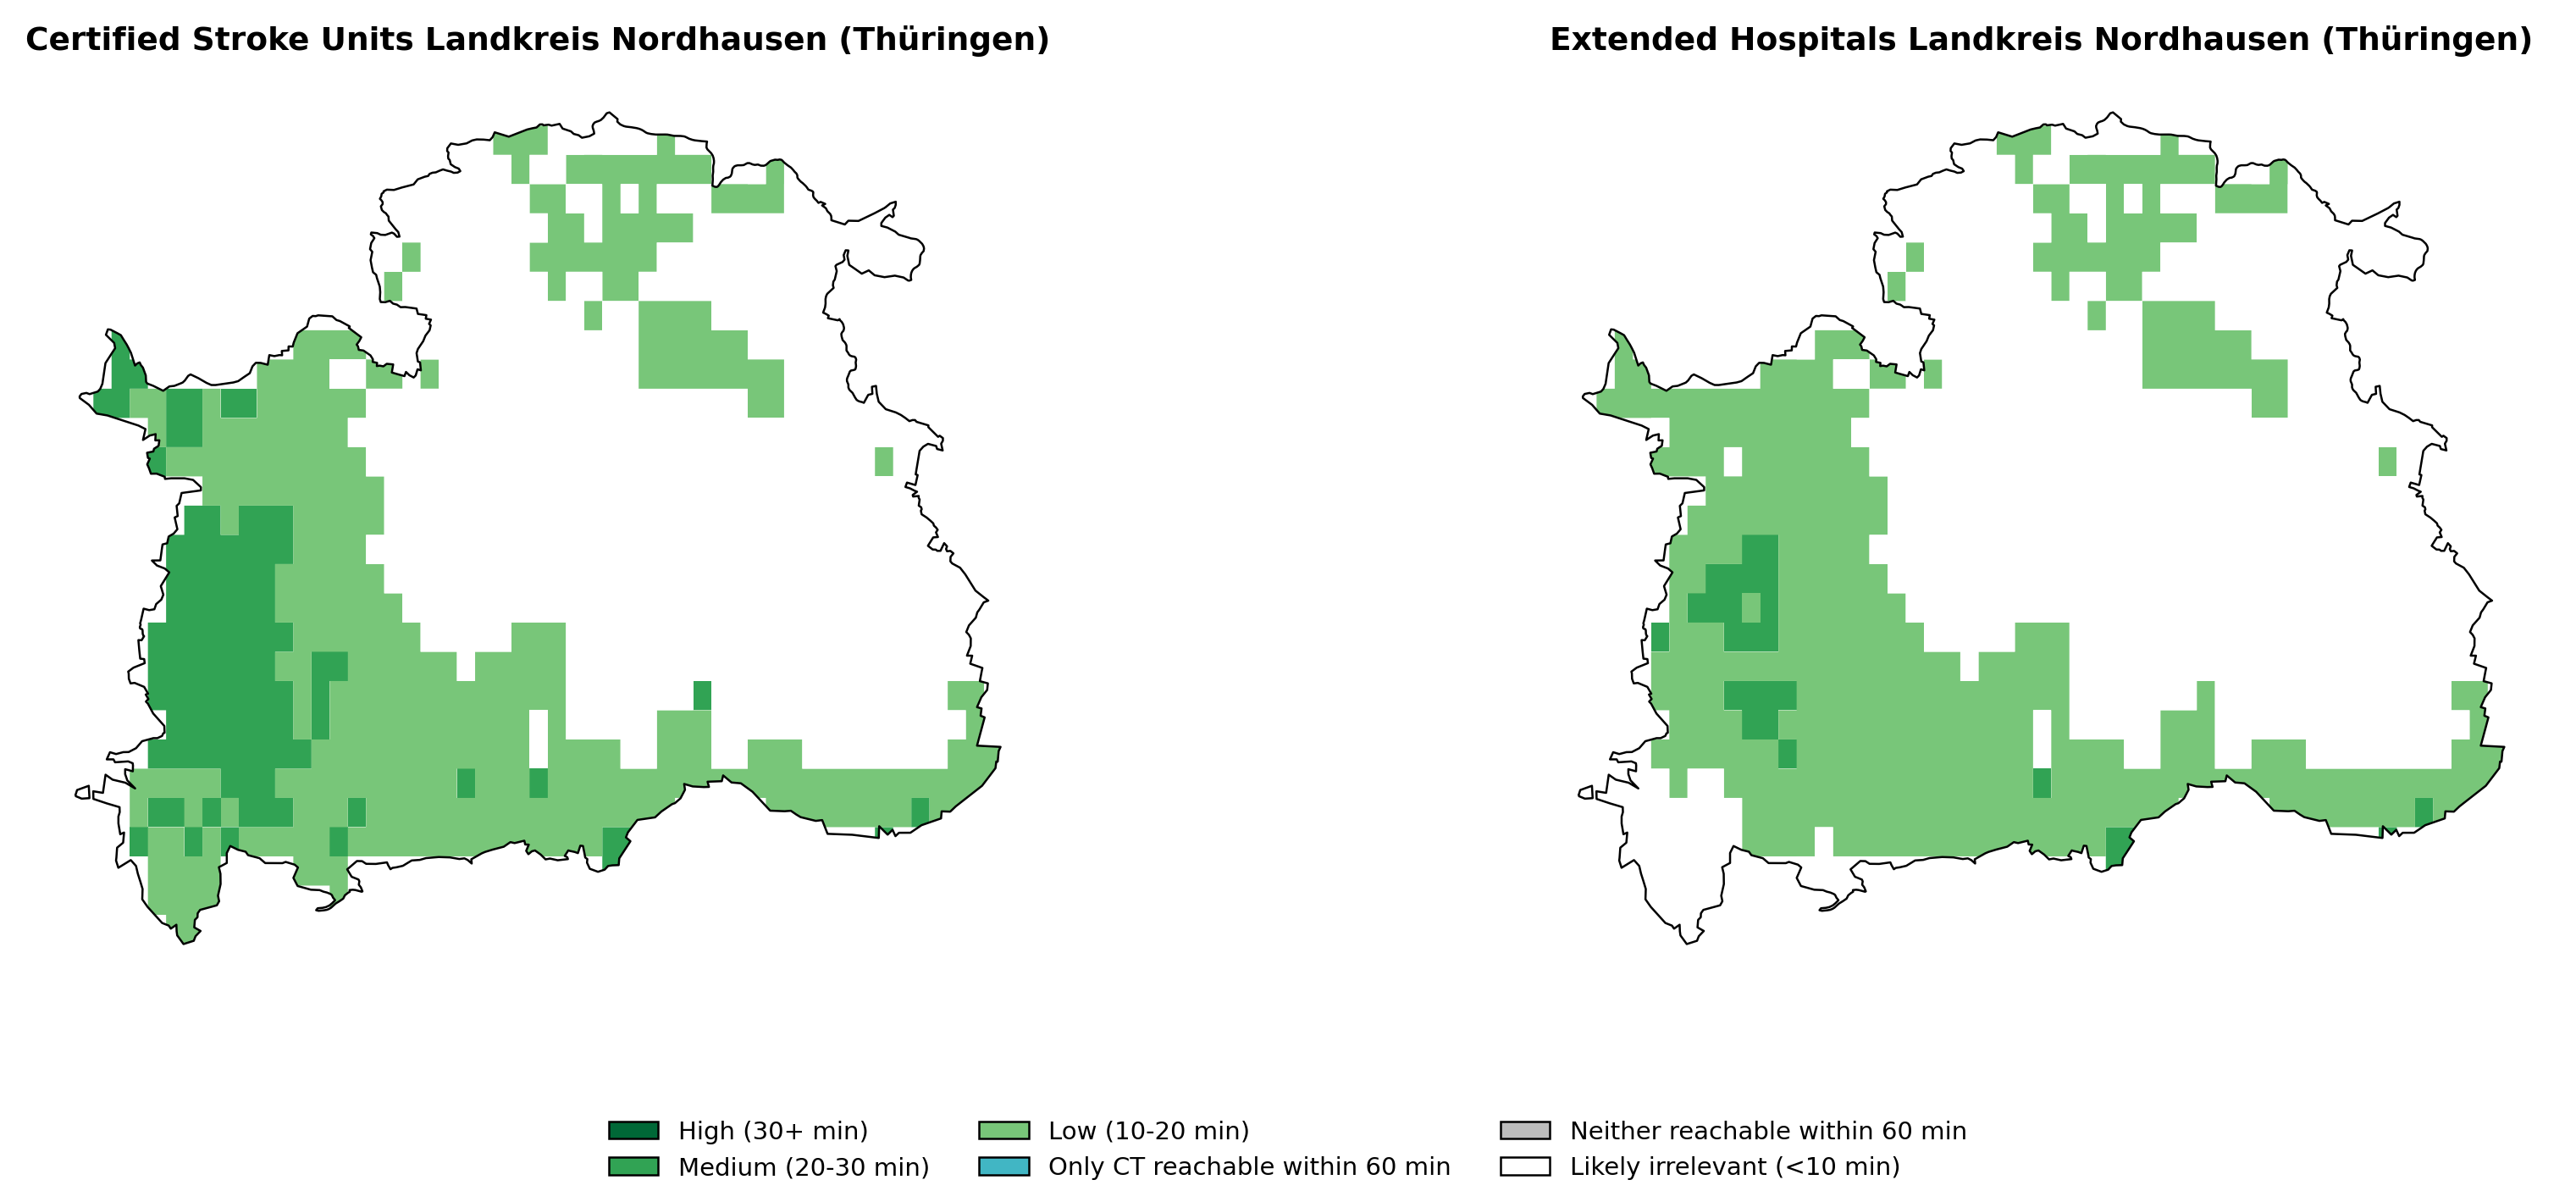 Certified Stroke Units Landkreis Nordhausen (Thüringen)
Extended Hospitals Landkreis Nordhausen (Thüringen)
High (30+ min)
Medium (20-30 min)
Low (10-20 min)
Only CT reachable within 60 min
Neither reachable within 60 min
Likely irrelevant (<10 min)